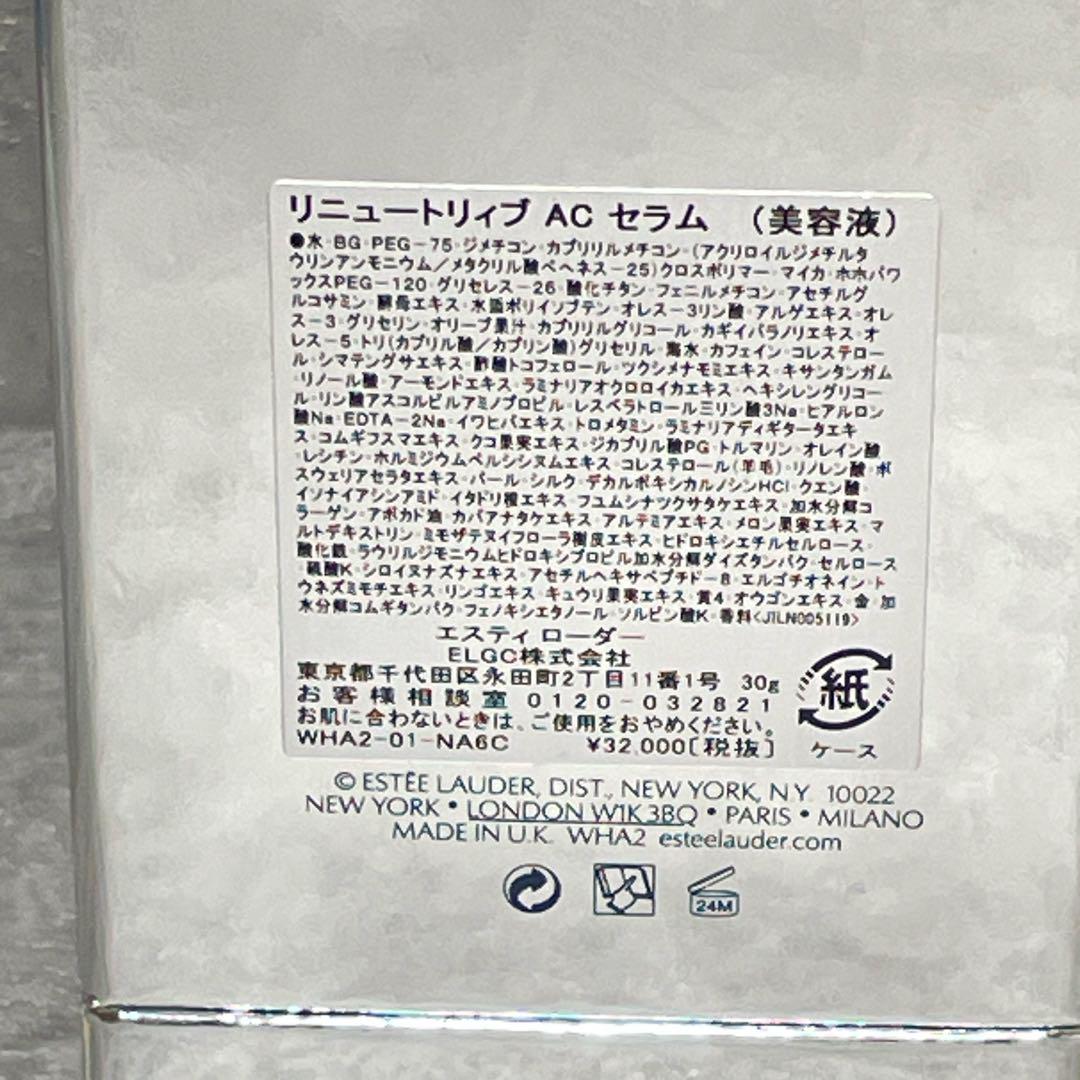 リニュートリィブ AC セラム （美容液）
●水・BG・PEG－75・ジメチコン・カプリリルメチコン・（アクリロイルジメチルタ
ウリンアンモニウム／メタクリル酸ベヘネス－25）クロスポリマー・マイカ・ホホバワ
ックスPEG－120・グリセレス－26・酸化チタン・フェニルメチコン・アセチルグ
ルコサミン・酵母エキス・水添ポリイソブテン・オレス－3リン酸・アルゲエキス・オレ
ス－3・グリセリン・オリーブ果汁・カプリリルグリコール・カギイバラノリエキス・オ
レス－5・トリ（カプリル酸／カプリン酸）グリセリル・海水・カフェイン・コレステロー
ル・シマテングサエキス・酢酸トコフェロール・ツクシメナモミエキス・キサンタンガム
・リノール酸・アーモンドエキス・ラミナリアオクロロイカエキス・ヘキシレングリコー
ル・リン酸アスコルビルアミノプロピル・レスベラトロール三リン酸3Na・ヒアルロン
酸Na・EDTA－2Na・イワヒバエキス・トロメタミン・ラミナリアディギタータエキ
ス・コムギフスマエキス・クコ果実エキス・ジカプリル酸PG・トルマリン・オレイン酸
・レシチン・ホルミジウムペルシシヌムエキス・コレステロール（羊毛）・リノレン酸・ボ
スウェリアセラタエキス・パール・シルク・デカルボキシカルノシンHCl・クエン酸・
イソナイアシンアミド・イタドリ根エキス・フユムシナツクサタケエキス・加水分解コ
ラーゲン・アボカド油・カバアナタケエキス・アルテミアエキス・メロン果実エキス・マ
ルトデキストリン・ミモザテヌイフローラ樹皮エキス・ヒドロキシエチルセルロース・
酸化鉄・ラウリルジモニウムヒドロキシプロピル加水分解ダイズタンパク・セルロース
・硫酸K・シロイヌナズナエキス・アセチルヘキサペプチド－8・エルゴチオネイン・ト
ウネズミモチエキス・リンゴエキス・キュウリ果実エキス・黄4・オウゴンエキス・金・加
水分解コムギタンパク・フェノキシエタノール・ソルビン酸K・香料<JILN005119>
エスティ ローダー
ELGC株式会社
東京都千代田区永田町2丁目11番1号 30g
お客様相談室 0120－032821
お肌に合わないときは、ご使用をおやめください。
WHA2－01－NA6C ¥32,000［税抜］
紙
ケース
© ESTĒE LAUDER, DIST., NEW YORK, N.Y. 10022
NEW YORK • LONDON W1K 3BQ • PARIS • MILANO
MADE IN U.K. WHA2 esteelauder.com
24M